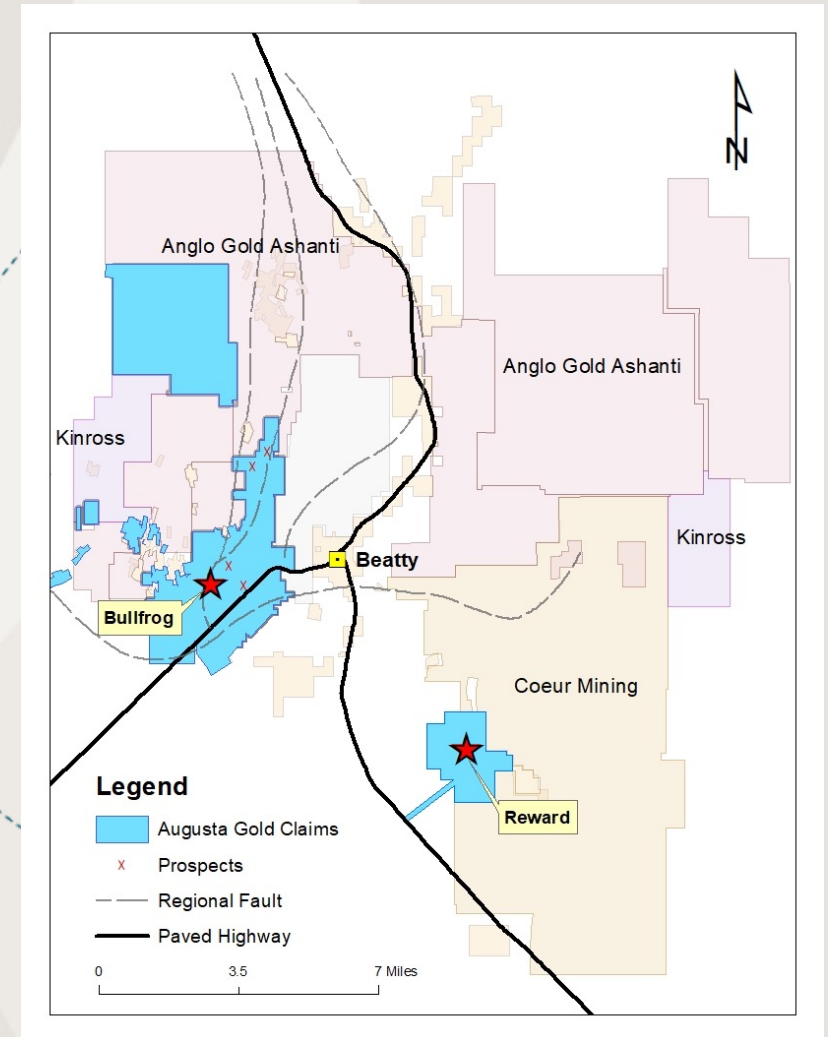 N
Anglo Gold Ashanti
Anglo Gold Ashanti
Kinross
Kinross
Beatty
Bullfrog
Coeur Mining
Reward
Legend
Augusta Gold Claims
X Prospects
Regional Fault
Paved Highway
0 3.5 7 Miles